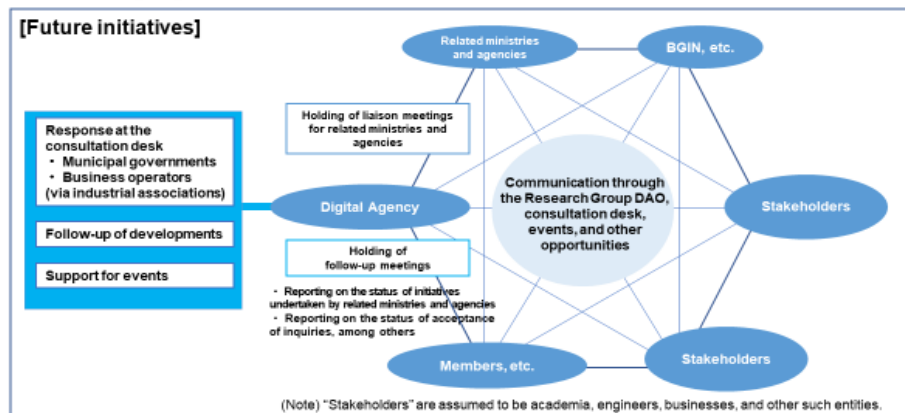 [Future initiatives]
Related ministries
and agencies
BGIN, etc.
Response at the
consultation desk
・ Municipal governments
・ Business operators
(via industrial associations)
Follow-up of developments
Support for events
Holding of liaison meetings
for related ministries and
agencies
Digital Agency
Communication through
the Research Group DAO,
consultation desk,
events, and other
opportunities
Stakeholders
Holding of
follow-up meetings
・ Reporting on the status of initiatives
undertaken by related ministries and agencies
・ Reporting on the status of acceptance
of inquiries, among others
Members, etc.
Stakeholders
(Note) “Stakeholders” are assumed to be academia, engineers, businesses, and other such entities.